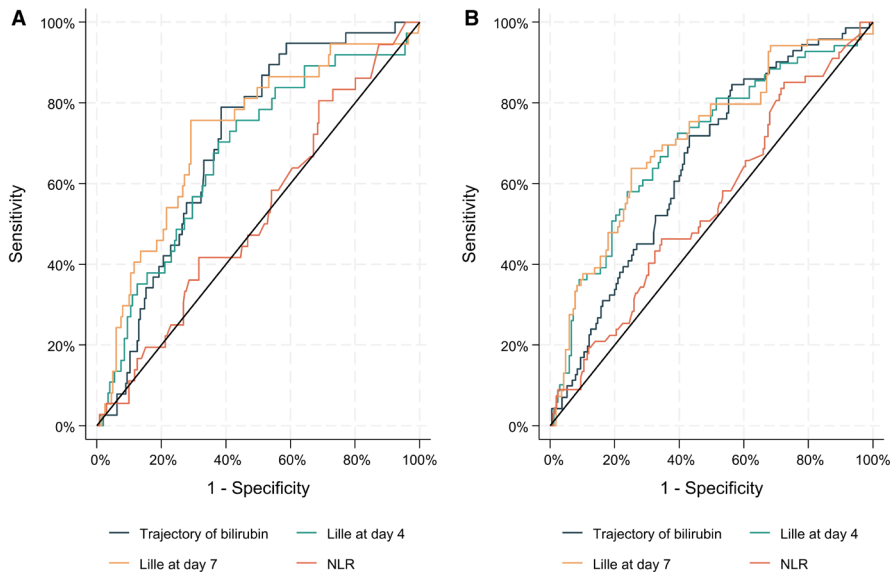 A
100%
80%
60%
40%
20%
0%
Sensitivity
0% 20% 40% 60% 80% 100%
1 - Specificity
Trajectory of bilirubin Lille at day 4
Lille at day 7 NLR
B
100%
80%
60%
40%
20%
0%
Sensitivity
0% 20% 40% 60% 80% 100%
1 - Specificity
Trajectory of bilirubin Lille at day 4
Lille at day 7 NLR